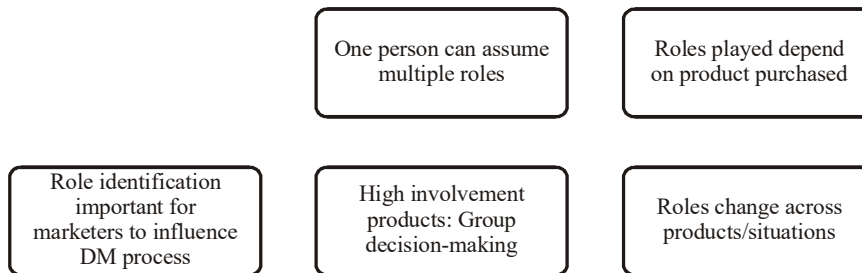 One person can assume
multiple roles
Roles played depend
on product purchased
Role identification
important for
marketers to influence
DM process
High involvement
products: Group
decision-making
Roles change across
products/situations